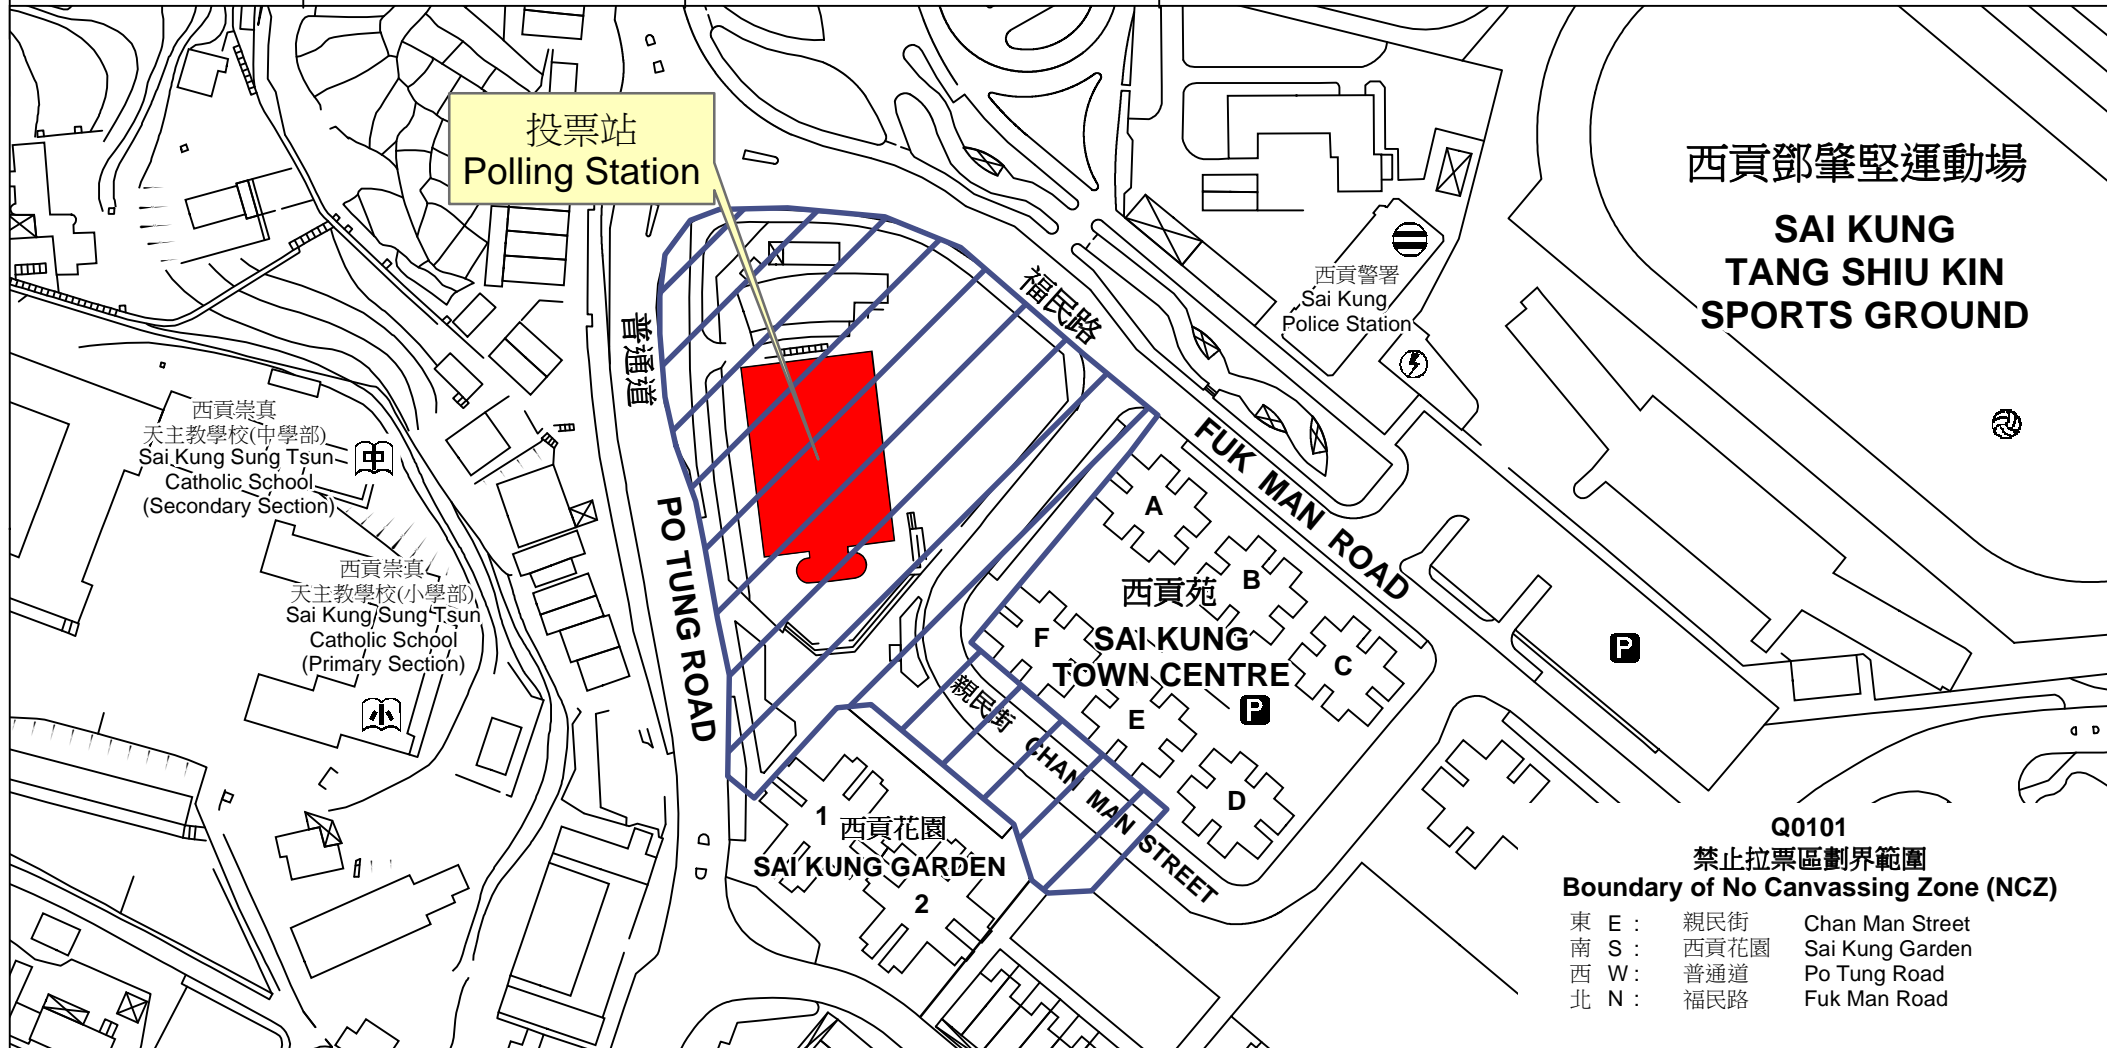 投票站
Polling Station
西貢鄧肇堅運動場
SAI KUNG
TANG SHIU KIN
SPORTS GROUND
西貢警署
Sai Kung
Police Station
福民路
普通道
西貢崇真
天主教學校(中學部)
Sai Kung Sung Tsun
Catholic School
(Secondary Section)
中
FUK MAN ROAD
PO TUNG ROAD
A
B
西貢苑
SAI KUNG
TOWN CENTRE
F
C
E
D
P
P
西貢崇真
天主教學校(小學部)
Sai Kung Sung Tsun
Catholic School
(Primary Section)
小
親民街
CHAN MAN STREET
1
西貢花園
SAI KUNG GARDEN
2
Q0101
禁止拉票區劃界範圍
Boundary of No Canvassing Zone (NCZ)
東 E : 親民街 Chan Man Street
南 S : 西貢花園 Sai Kung Garden
西 W : 普通道 Po Tung Road
北 N : 福民路 Fuk Man Road